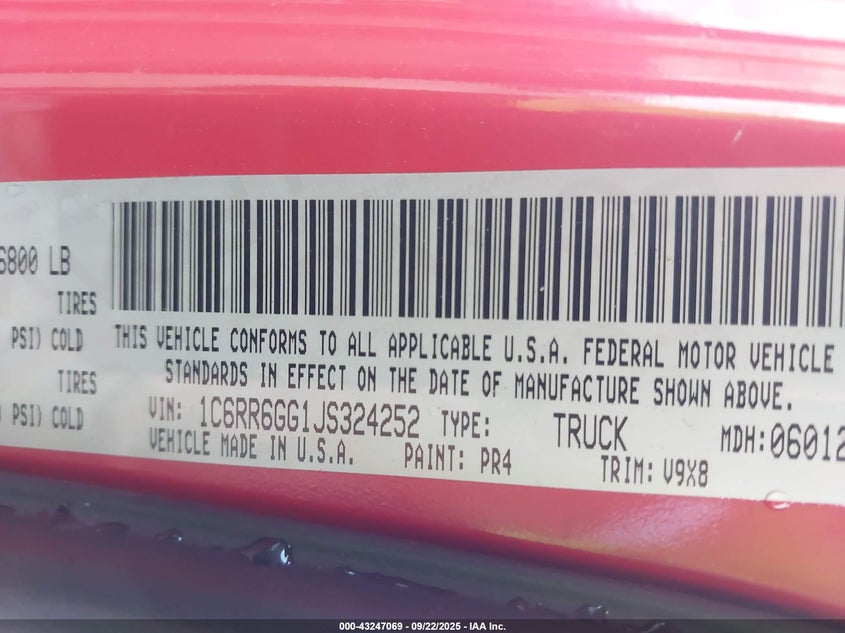 6800 LB
TIRES
PSI) COLD
TIRES
) PSI) COLD
THIS VEHICLE CONFORMS TO ALL APPLICABLE U.S.A. FEDERAL MOTOR VEHICLE
STANDARDS IN EFFECT ON THE DATE OF MANUFACTURE SHOWN ABOVE.
VIN: 1C6RR6GG1JS324252 TYPE: TRUCK MDH:06012
VEHICLE MADE IN U.S.A. PAINT: PR4 TRIM: V9X8
000-43247069 - 09/22/2025 - IAA Inc.